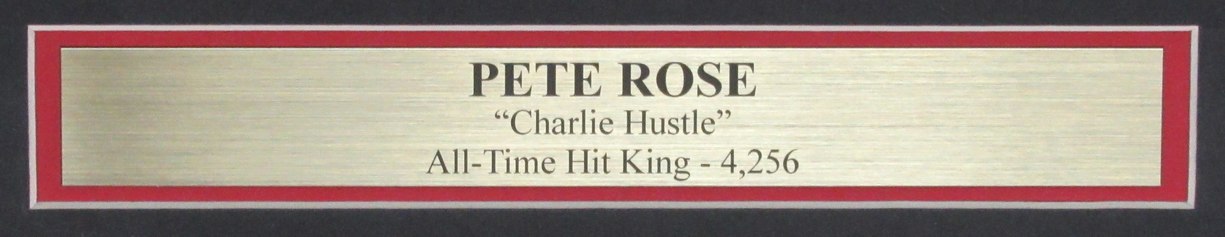 PETE ROSE
“Charlie Hustle”
All-Time Hit King - 4,256